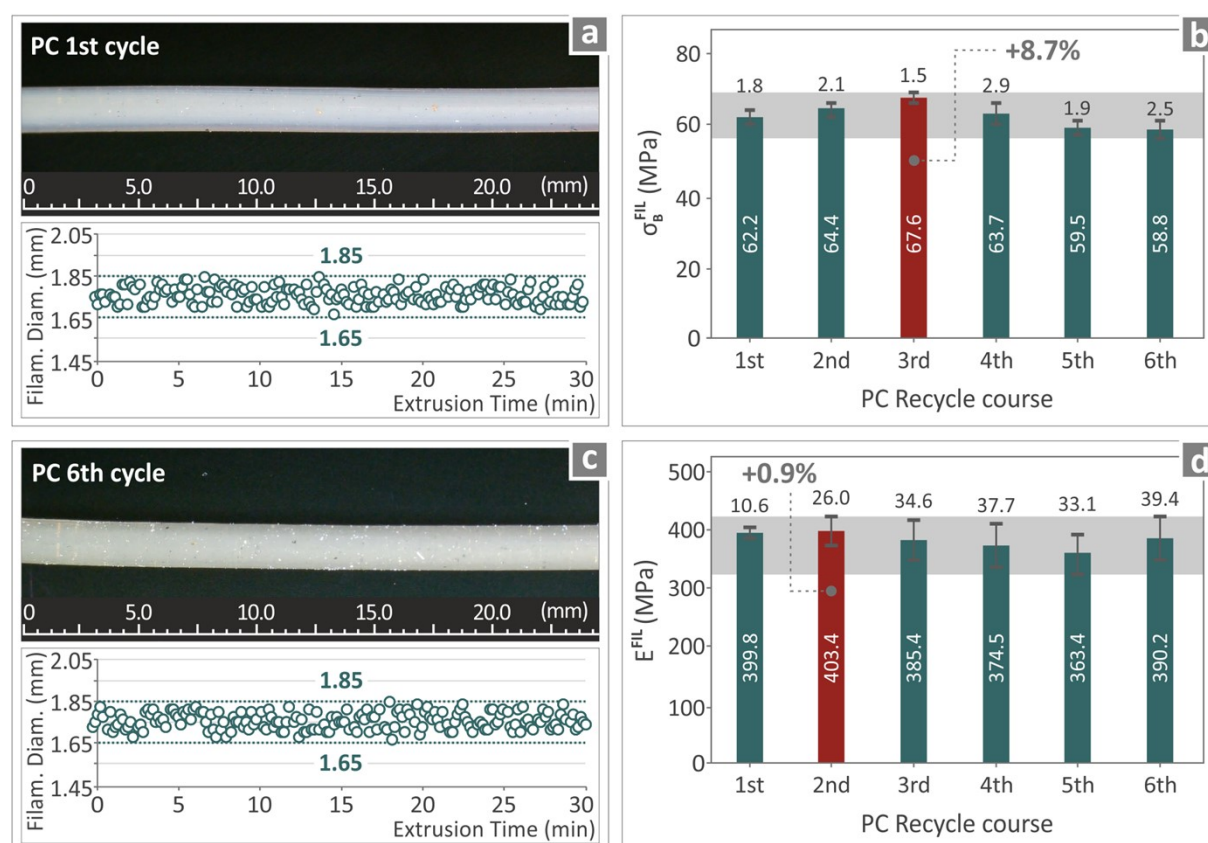 PC 1st cycle
a
0 5.0 10.0 15.0 20.0 (mm)
Filam. Diam. (mm)
2.05
1.85
1.65
1.45
1.85
1.65
0 5 10 15 20 25 30
Extrusion Time (min)
b
+8.7%
σ_B^FIL (MPa)
80
60
40
20
0
1.8 2.1 1.5 2.9 1.9 2.5
62.2 64.4 67.6 63.7 59.5 58.8
1st 2nd 3rd 4th 5th 6th
PC Recycle course
PC 6th cycle
c
0 5.0 10.0 15.0 20.0 (mm)
Filam. Diam. (mm)
2.05
1.85
1.65
1.45
1.85
1.65
0 5 10 15 20 25 30
Extrusion Time (min)
d
+0.9%
E^FIL (MPa)
500
400
300
200
100
0
10.6 26.0 34.6 37.7 33.1 39.4
399.8 403.4 385.4 374.5 363.4 390.2
1st 2nd 3rd 4th 5th 6th
PC Recycle course